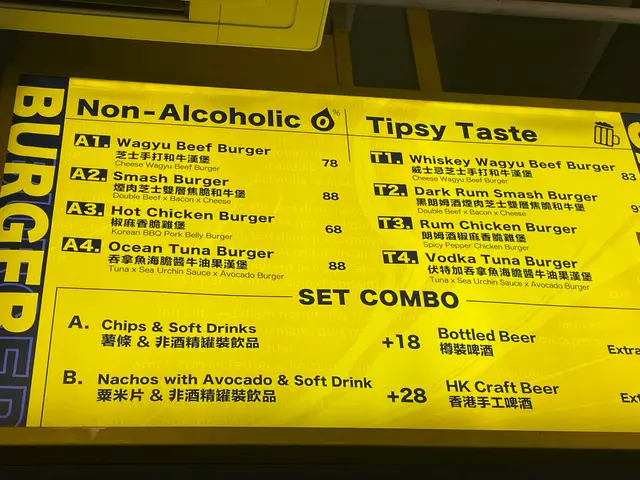 BURGER
Non-Alcoholic %
A1. Wagyu Beef Burger
芝士手打和牛漢堡
Cheese Wagyu Beef Burger
78
A2. Smash Burger
煙肉芝士雙層焦脆和牛堡
Double Beef x Bacon x Cheese
88
A3. Hot Chicken Burger
椒麻香脆雞堡
Korean BBQ Pork Belly Burger
68
A4. Ocean Tuna Burger
吞拿魚海膽醬牛油果漢堡
Tuna x Sea Urchin Sauce x Avocado Burger
88
Tipsy Taste
T1. Whiskey Wagyu Beef Burger
威士忌芝士手打和牛漢堡
Cheese Wagyu Beef Burger
83
T2. Dark Rum Smash Burger
黑朗姆酒煙肉芝士雙層焦脆和牛堡
Double Beef x Bacon x Cheese
T3. Rum Chicken Burger
朗姆酒椒麻香脆雞堡
Spicy Pepper Chicken Burger
T4. Vodka Tuna Burger
伏特加吞拿魚海膽醬牛油果漢堡
Tuna x Sea Urchin Sauce x Avocado Burger
SET COMBO
A. Chips & Soft Drinks
薯條 & 非酒精罐裝飲品
+18
Bottled Beer
樽裝啤酒
Extra
B. Nachos with Avocado & Soft Drink
粟米片 & 非酒精罐裝飲品
+28
HK Craft Beer
香港手工啤酒